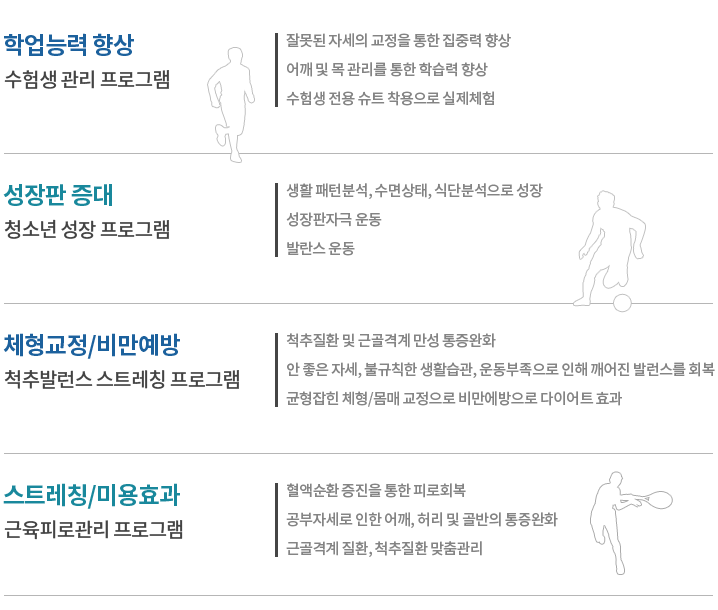 학업능력 향상
수험생 관리 프로그램
잘못된 자세의 교정을 통한 집중력 향상
어깨 및 목 관리를 통한 학습력 향상
수험생 전용 슈트 착용으로 실제체험
성장판 증대
청소년 성장 프로그램
생활 패턴분석, 수면상태, 식단분석으로 성장
성장판자극 운동
발란스 운동
체형교정/비만예방
척추발런스 스트레칭 프로그램
척추질환 및 근골격계 만성 통증완화
안 좋은 자세, 불규칙한 생활습관, 운동부족으로 인해 깨어진 발런스를 회복
균형잡힌 체형/몸매 교정으로 비만에방으로 다이어트 효과
스트레칭/미용효과
근육피로관리 프로그램
혈액순환 증진을 통한 피로회복
공부자세로 인한 어깨, 허리 및 골반의 통증완화
근골격계 질환, 척추질환 맞춤관리